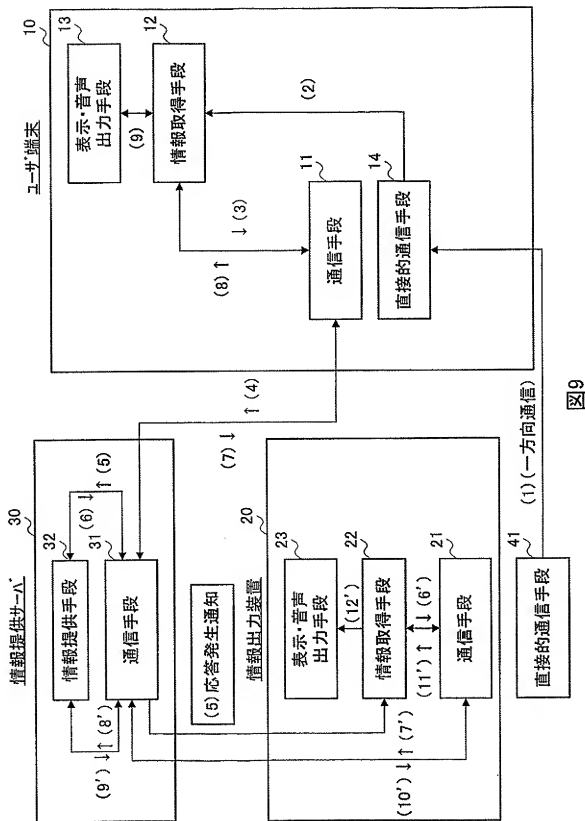 情報提供サーバ
30
情報提供手段
32
(6) ↓
↑ (5)
通信手段
31
(9') ↓ ↑ (8')
(5)応答発生通知
情報出力装置
20
表示・音声
出力手段
23
(12')
情報取得手段
22
(11') ↑ ↓ (6')
通信手段
21
(10') ↓ ↑ (7')
直接的通信手段
41
(1)(一方向通信)
(7) ↓ ↑ (4)
ユーザ端末
10
表示・音声
出力手段
13
(9)
情報取得手段
12
(8) ↑ ↓ (3)
(2)
通信手段
11
直接的通信手段
14
図9